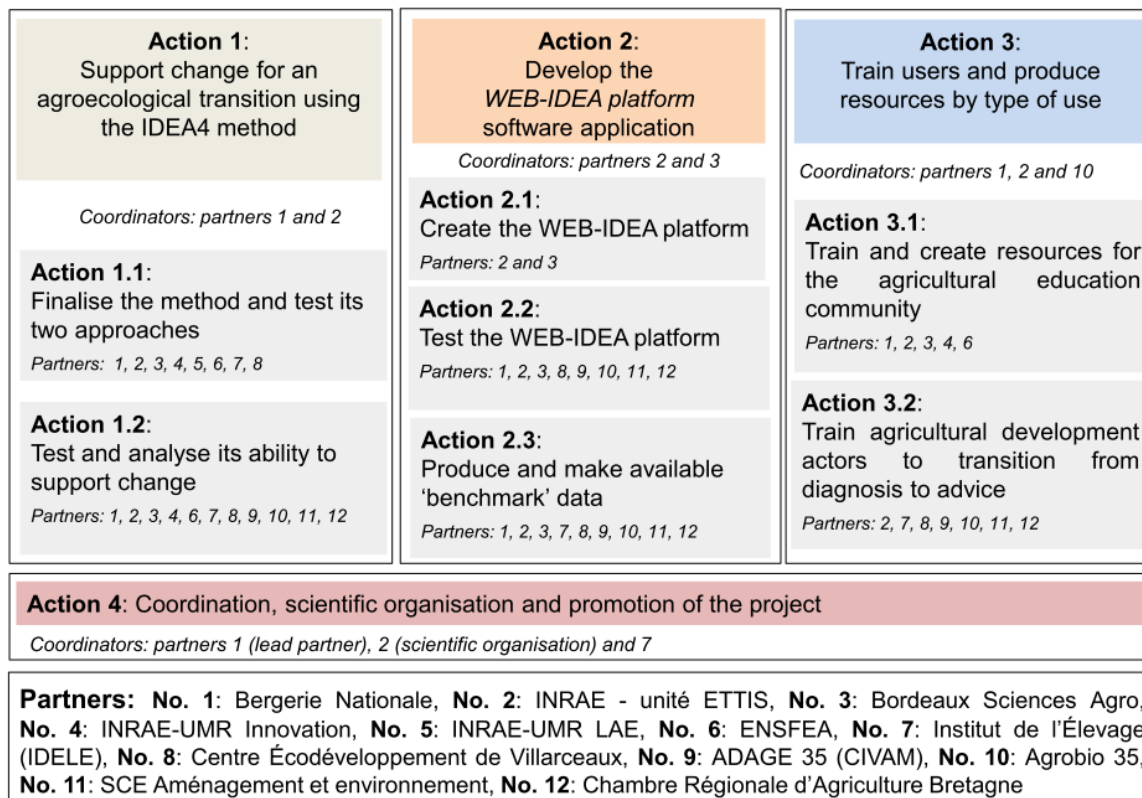 Action 1:
Support change for an
agroecological transition using
the IDEA4 method
Coordinators: partners 1 and 2
Action 1.1:
Finalise the method and test its
two approaches
Partners: 1, 2, 3, 4, 5, 6, 7, 8
Action 1.2:
Test and analyse its ability to
support change
Partners: 1, 2, 3, 4, 6, 7, 8, 9, 10, 11, 12
Action 2:
Develop the
WEB-IDEA platform
software application
Coordinators: partners 2 and 3
Action 2.1:
Create the WEB-IDEA platform
Partners: 2 and 3
Action 2.2:
Test the WEB-IDEA platform
Partners: 1, 2, 3, 8, 9, 10, 11, 12
Action 2.3:
Produce and make available
‘benchmark’ data
Partners: 1, 2, 3, 7, 8, 9, 10, 11, 12
Action 3:
Train users and produce
resources by type of use
Coordinators: partners 1, 2 and 10
Action 3.1:
Train and create resources for
the agricultural education
community
Partners: 1, 2, 3, 4, 6
Action 3.2:
Train agricultural development
actors to transition from
diagnosis to advice
Partners: 2, 7, 8, 9, 10, 11, 12
Action 4: Coordination, scientific organisation and promotion of the project
Coordinators: partners 1 (lead partner), 2 (scientific organisation) and 7
Partners: No. 1: Bergerie Nationale, No. 2: INRAE - unité ETTIS, No. 3: Bordeaux Sciences Agro,
No. 4: INRAE-UMR Innovation, No. 5: INRAE-UMR LAE, No. 6: ENSFEA, No. 7: Institut de l’Élevage
(IDELE), No. 8: Centre Écodéveloppement de Villarceaux, No. 9: ADAGE 35 (CIVAM), No. 10: Agrobio 35,
No. 11: SCE Aménagement et environnement, No. 12: Chambre Régionale d’Agriculture Bretagne